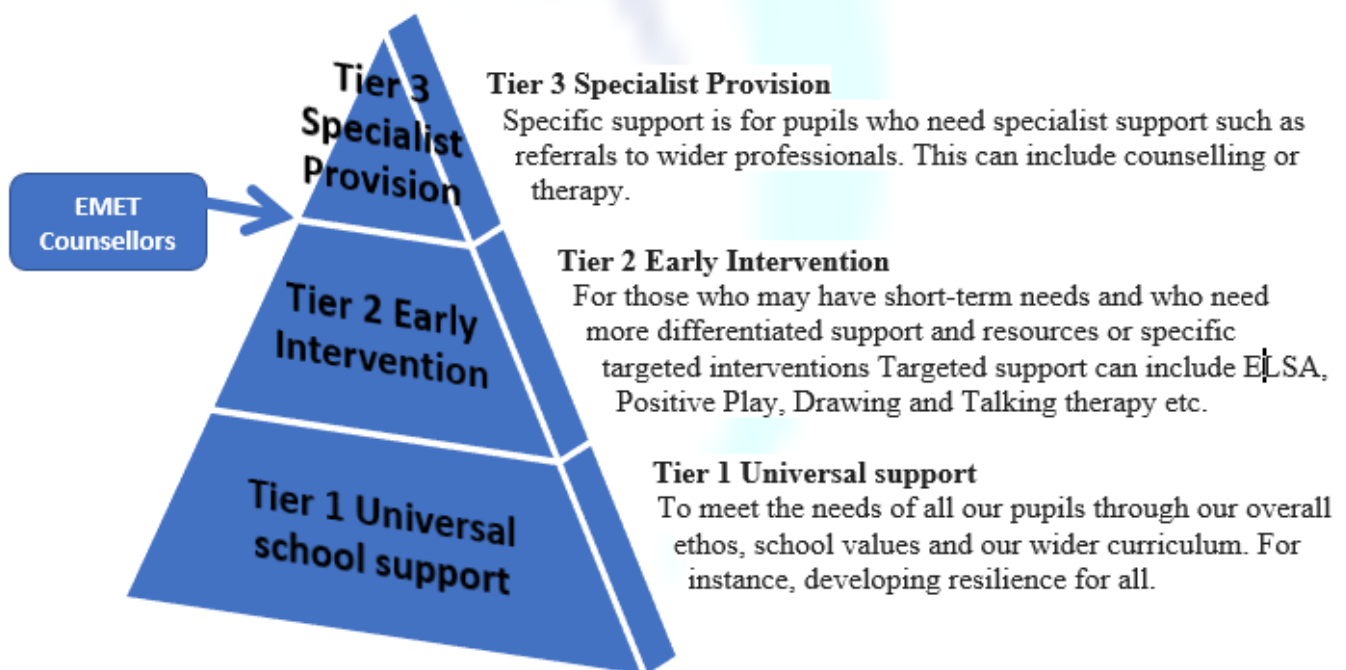 Tier 3
Specialist
Provision
EMET
Counsellors
Tier 2 Early
Intervention
Tier 1 Universal
school support
Tier 3 Specialist Provision
Specific support is for pupils who need specialist support such as
referrals to wider professionals. This can include counselling or
therapy.
Tier 2 Early Intervention
For those who may have short-term needs and who need
more differentiated support and resources or specific
targeted interventions Targeted support can include ELSA,
Positive Play, Drawing and Talking therapy etc.
Tier 1 Universal support
To meet the needs of all our pupils through our overall
ethos, school values and our wider curriculum. For
instance, developing resilience for all.